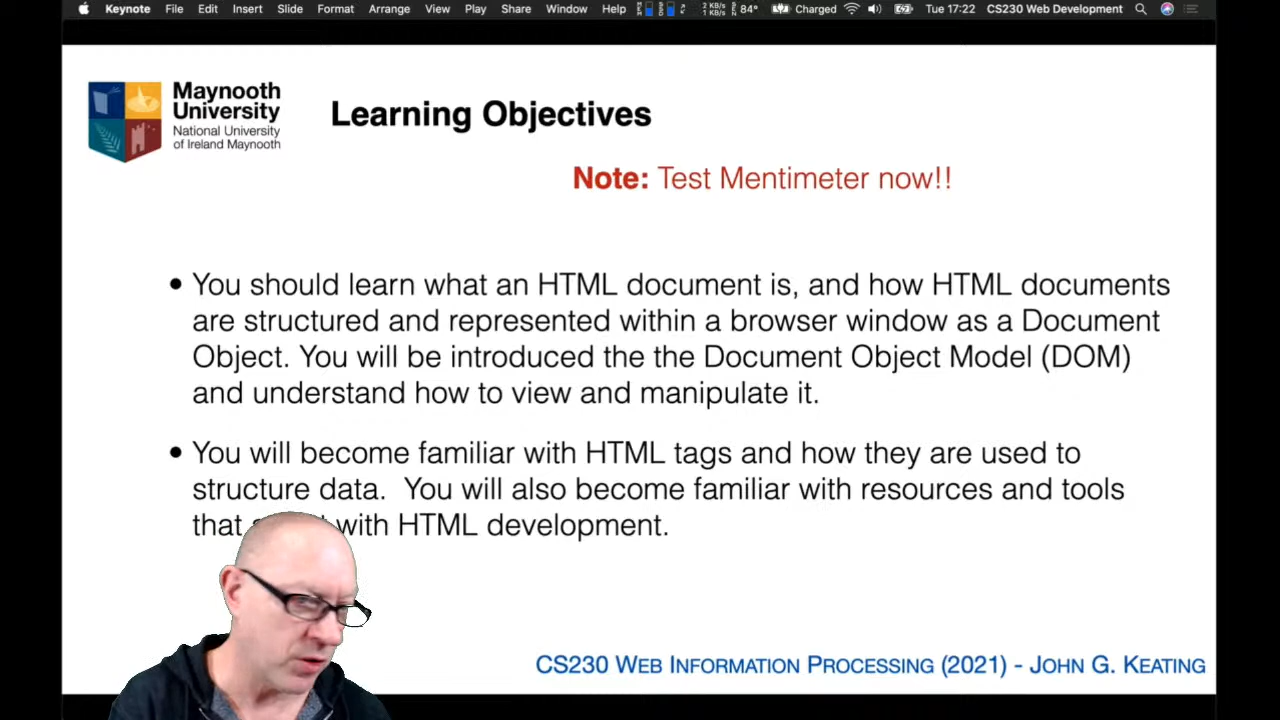 Keynote File Edit Insert Slide Format Arrange View Play Share Window Help 2 KB/s 1 KB/s 84° Charged Tue 17:22 CS230 Web Development
Maynooth
University
National University
of Ireland Maynooth
Learning Objectives
Note: Test Mentimeter now!!
• You should learn what an HTML document is, and how HTML documents
are structured and represented within a browser window as a Document
Object. You will be introduced the the Document Object Model (DOM)
and understand how to view and manipulate it.
• You will become familiar with HTML tags and how they are used to
structure data. You will also become familiar with resources and tools
that with HTML development.
CS230 WEB INFORMATION PROCESSING (2021) - JOHN G. KEATING